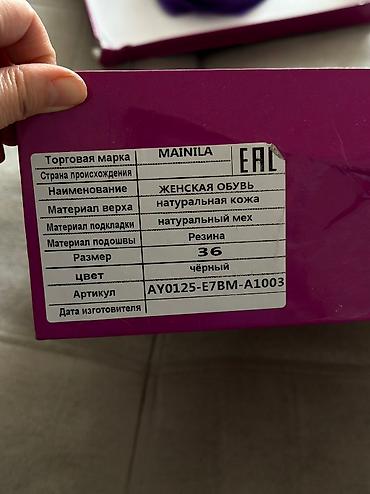 Торговая марка MAINILA EAC
Страна происхождения
Наименование ЖЕНСКАЯ ОБУВЬ
Материал верха натуральная кожа
Материал подкладки натуральный мех
Материал подошвы Резина
Размер 36
цвет чёрный
Артикул AY0125-E7BM-A1003
Дата изготовителя